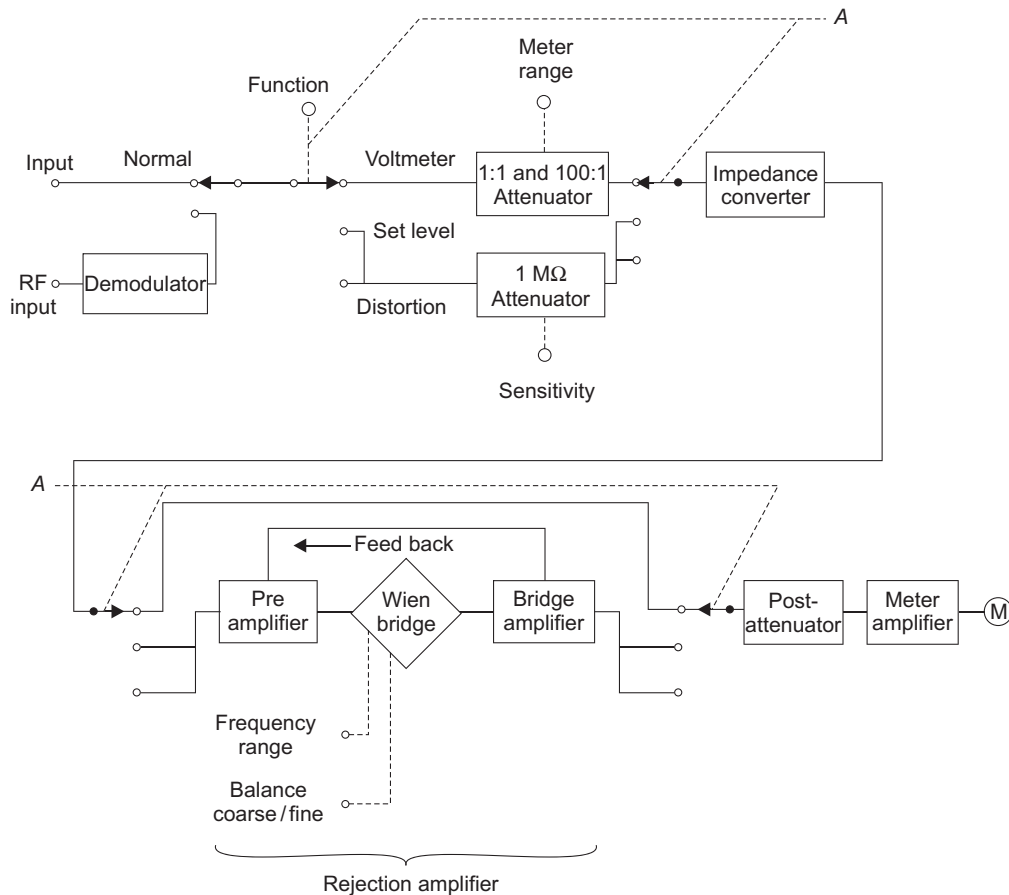 A
Meter
range
Function
Input
Normal
Voltmeter
1:1 and 100:1
Attenuator
Impedance
converter
Set level
RF
input
Demodulator
Distortion
1 MΩ
Attenuator
Sensitivity
A
Feed back
Pre
amplifier
Wien
bridge
Bridge
amplifier
Post-
attenuator
Meter
amplifier
M
Frequency
range
Balance
coarse/fine
Rejection amplifier